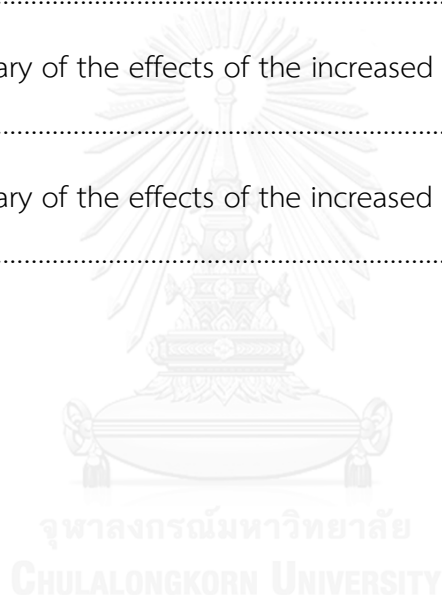 ary of the effects of the increased
ary of the effects of the increased
จุฬาลงกรณ์มหาวิทยาลัย
CHULALONGKORN UNIVERSITY